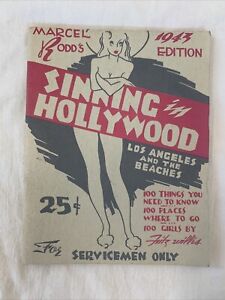 MARCEL RODD'S
1943 EDITION
SINNING in HOLLYWOOD
LOS ANGELES
AND THE
BEACHES
100 THINGS YOU
NEED TO KNOW
100 PLACES
WHERE TO GO
100 GIRLS BY
Fritz Willis
25¢
For
SERVICEMEN ONLY